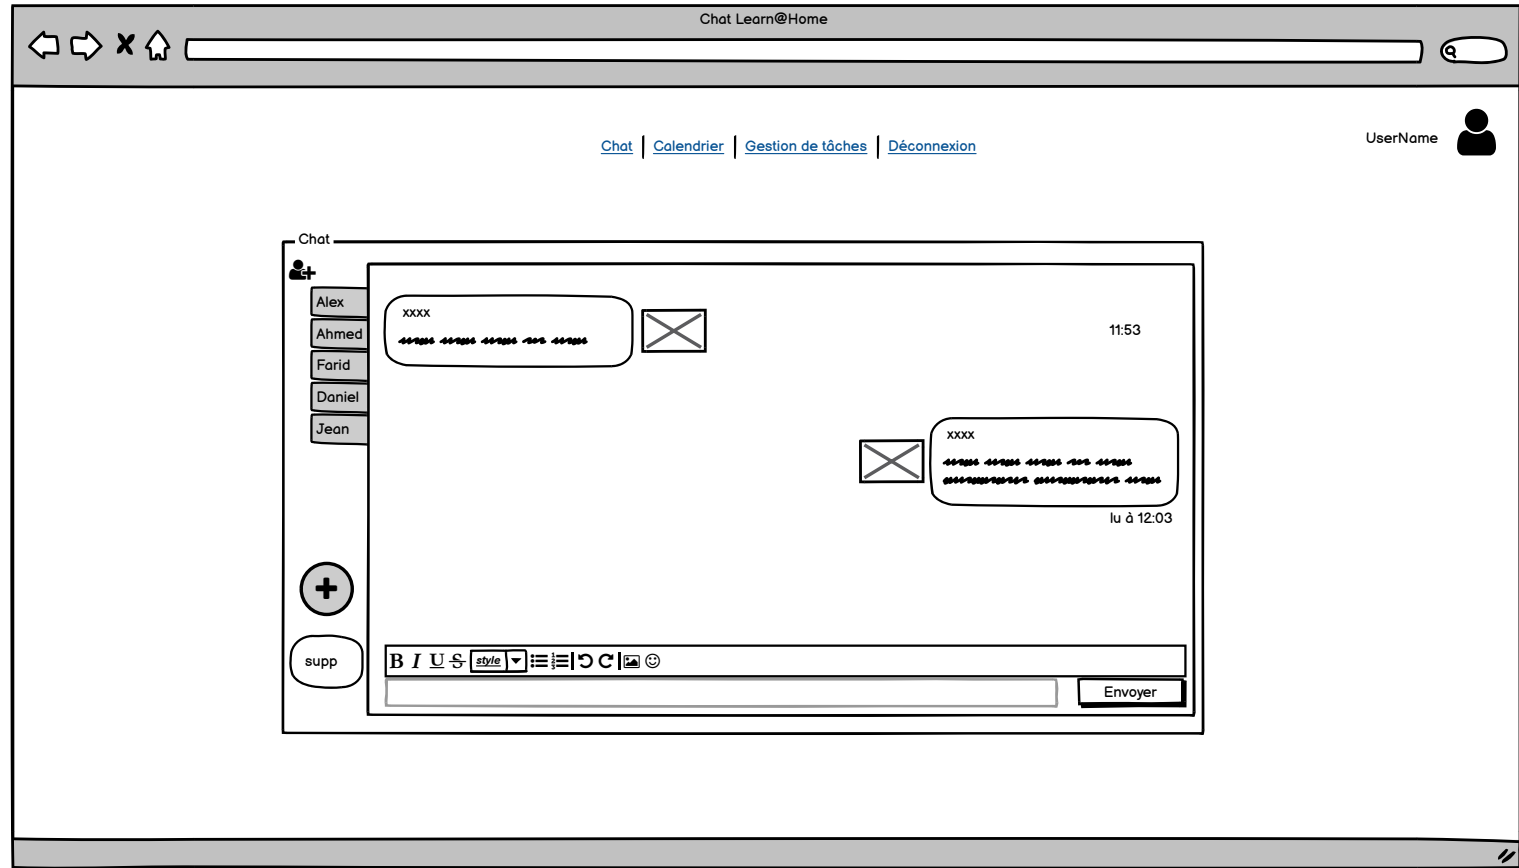 Chat Learn@Home
Chat Calendrier Gestion de tâches Déconnexion
UserName
Chat
Alex
Ahmed
Farid
Daniel
Jean
xxxx
11:53
xxxx
lu à 12:03
supp
B I U S style
Envoyer